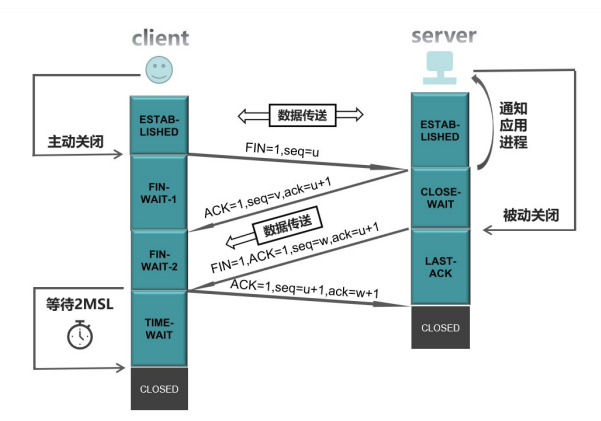 client
server
ESTAB-
LISHED
数据传送
ESTAB-
LISHED
通知
应用
进程
主动关闭
FIN=1,seq=u
FIN-
WAIT-1
ACK=1,seq=v,ack=u+1
CLOSE-
WAIT
被动关闭
数据传送
FIN-
WAIT-2
FIN=1,ACK=1,seq=w,ack=u+1
LAST-
ACK
ACK=1,seq=u+1,ack=w+1
等待2MSL
TIME-
WAIT
CLOSED
CLOSED